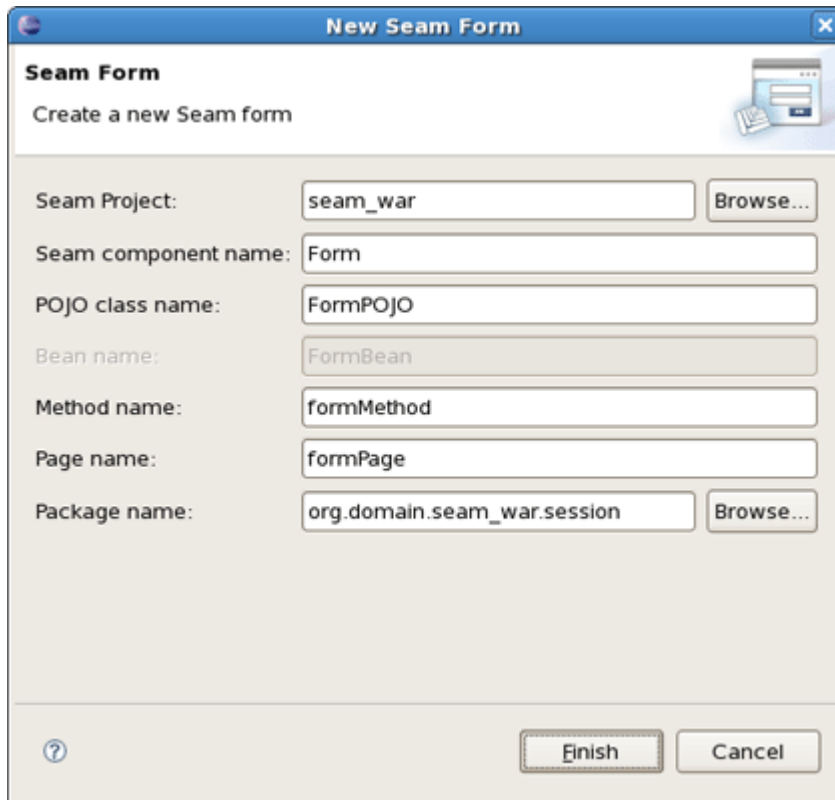 New Seam Form
Seam Form
Create a new Seam form
Seam Project: seam_war Browse...
Seam component name: Form
POJO class name: FormPOJO
Bean name: FormBean
Method name: formMethod
Page name: formPage
Package name: org.domain.seam_war.session Browse...
? Finish Cancel